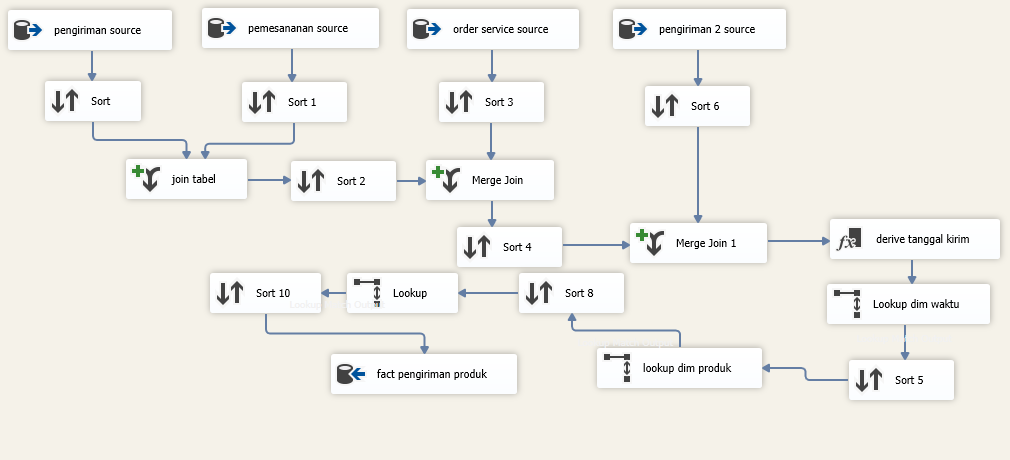 pengiriman source
pemesananan source
order service source
pengiriman 2 source
Sort
Sort 1
Sort 3
Sort 6
join tabel
Sort 2
Merge Join
Sort 4
Merge Join 1
derive tanggal kirim
Sort 10
Lookup
Sort 8
Lookup dim waktu
fact pengiriman produk
lookup dim produk
Sort 5